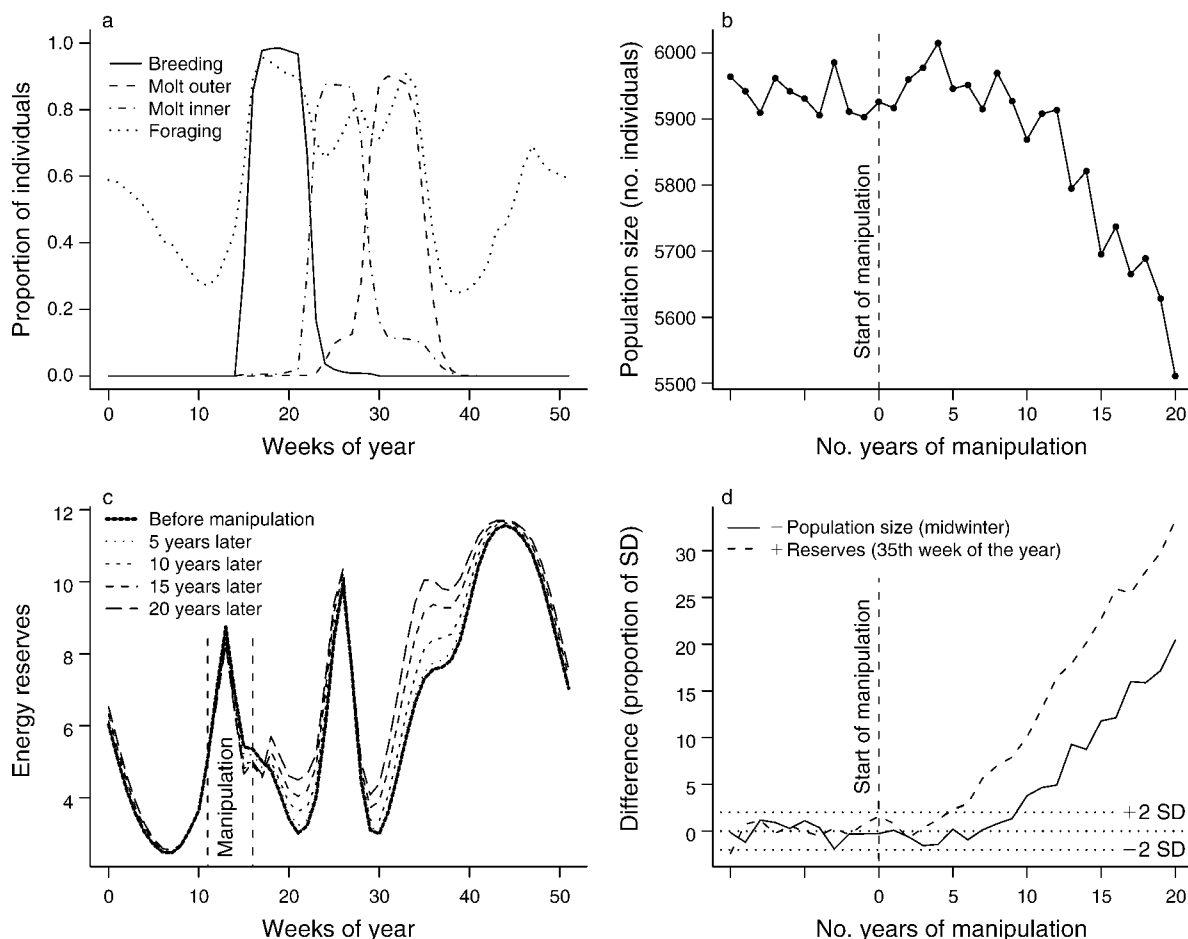 a
Proportion of individuals
1.0
0.8
0.6
0.4
0.2
0.0
Breeding
Molt outer
Molt inner
Foraging
0 10 20 30 40 50
Weeks of year
b
Population size (no. individuals)
6000
5900
5800
5700
5600
5500
Start of manipulation
0 5 10 15 20
No. years of manipulation
c
Energy reserves
12
10
8
6
4
Before manipulation
5 years later
10 years later
15 years later
20 years later
Manipulation
0 10 20 30 40 50
Weeks of year
d
Difference (proportion of SD)
30
25
20
15
10
5
0
− Population size (midwinter)
+ Reserves (35th week of the year)
Start of manipulation
+2 SD
−2 SD
0 5 10 15 20
No. years of manipulation